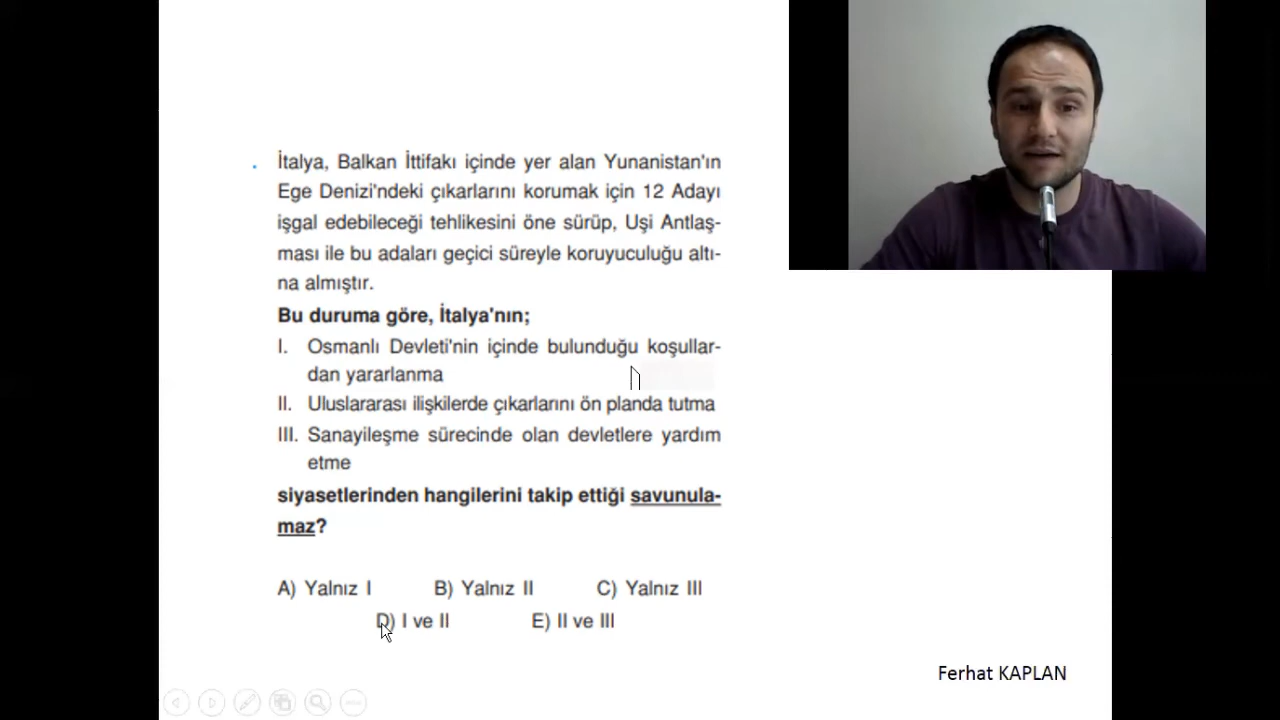 İtalya, Balkan İttifakı içinde yer alan Yunanistan'ın
Ege Denizi'ndeki çıkarlarını korumak için 12 Adayı
işgal edebileceği tehlikesini öne sürüp, Uşi Antlaş-
ması ile bu adaları geçici süreyle koruyuculuğu altı-
na almıştır.
Bu duruma göre, İtalya'nın;
I. Osmanlı Devleti'nin içinde bulunduğu koşullar-
dan yararlanma
II. Uluslararası ilişkilerde çıkarlarını ön planda tutma
III. Sanayileşme sürecinde olan devletlere yardım
etme
siyasetlerinden hangilerini takip ettiği savunula-
maz?
A) Yalnız I B) Yalnız II C) Yalnız III
D) I ve II E) II ve III
Ferhat KAPLAN